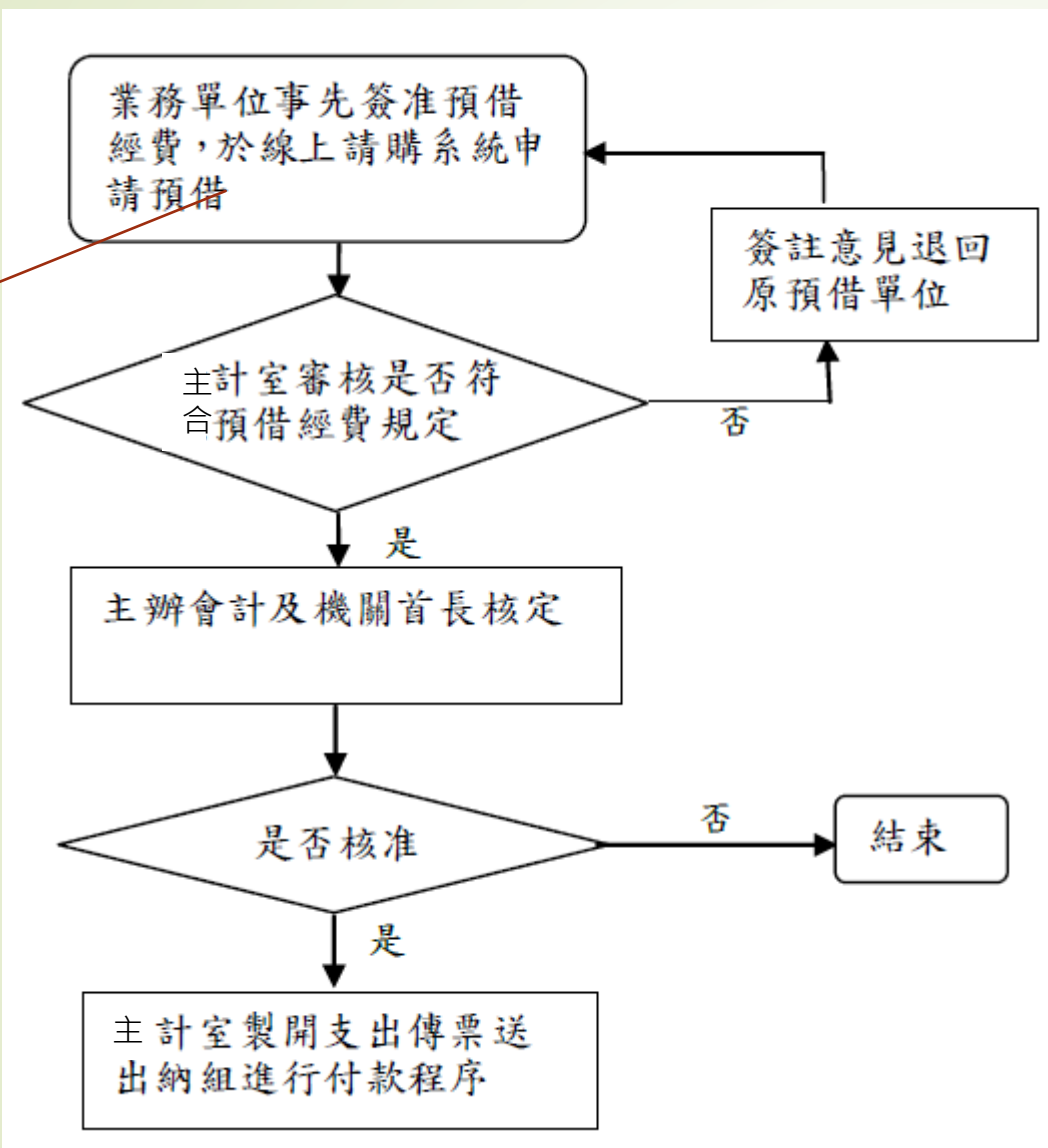 業務單位事先簽准預借
經費，於線上請購系統申
請預借
簽註意見退回
原預借單位
主計室審核是否符
合預借經費規定
否
是
主辦會計及機關首長核定
是否核准
否
結束
是
主計室製開支出傳票送
出納組進行付款程序